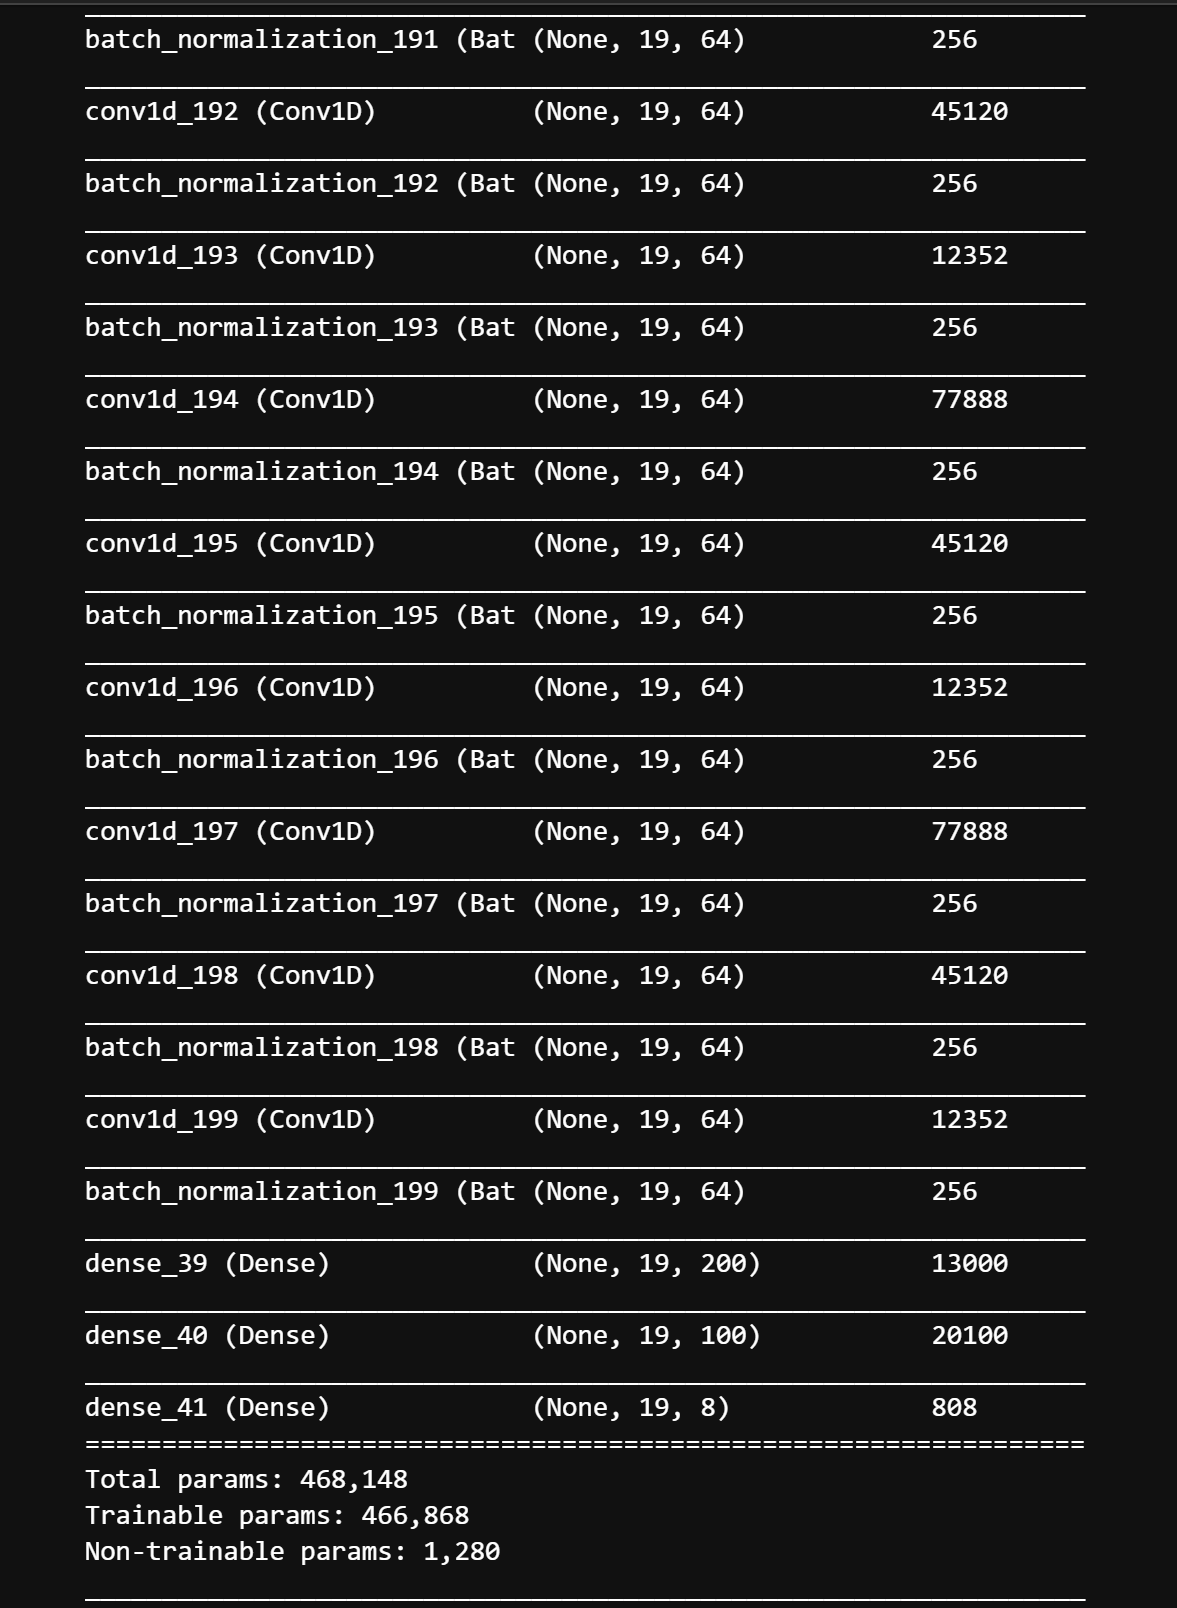 batch_normalization_191 (Bat (None, 19, 64) 256
conv1d_192 (Conv1D) (None, 19, 64) 45120
batch_normalization_192 (Bat (None, 19, 64) 256
conv1d_193 (Conv1D) (None, 19, 64) 12352
batch_normalization_193 (Bat (None, 19, 64) 256
conv1d_194 (Conv1D) (None, 19, 64) 77888
batch_normalization_194 (Bat (None, 19, 64) 256
conv1d_195 (Conv1D) (None, 19, 64) 45120
batch_normalization_195 (Bat (None, 19, 64) 256
conv1d_196 (Conv1D) (None, 19, 64) 12352
batch_normalization_196 (Bat (None, 19, 64) 256
conv1d_197 (Conv1D) (None, 19, 64) 77888
batch_normalization_197 (Bat (None, 19, 64) 256
conv1d_198 (Conv1D) (None, 19, 64) 45120
batch_normalization_198 (Bat (None, 19, 64) 256
conv1d_199 (Conv1D) (None, 19, 64) 12352
batch_normalization_199 (Bat (None, 19, 64) 256
dense_39 (Dense) (None, 19, 200) 13000
dense_40 (Dense) (None, 19, 100) 20100
dense_41 (Dense) (None, 19, 8) 808
=================================================================
Total params: 468,148
Trainable params: 466,868
Non-trainable params: 1,280